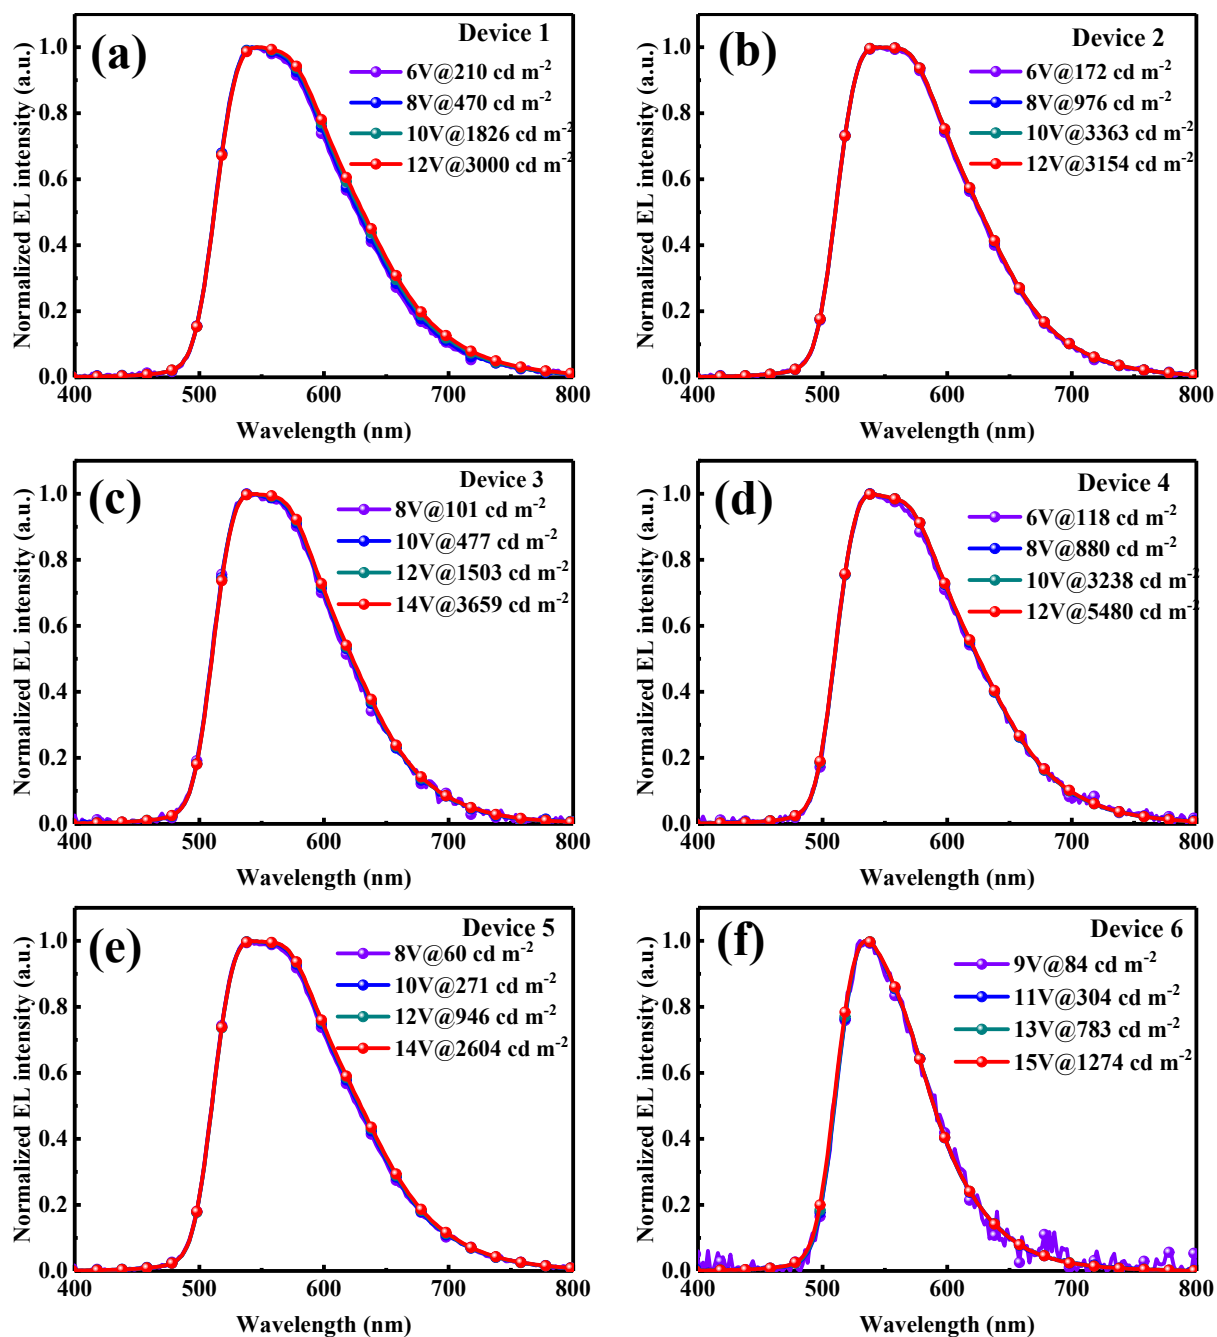 (a)
Device 1
6V@210 cd m-2
8V@470 cd m-2
10V@1826 cd m-2
12V@3000 cd m-2
Normalized EL intensity (a.u.)
1.0
0.8
0.6
0.4
0.2
0.0
400 500 600 700 800
Wavelength (nm)
(b)
Device 2
6V@172 cd m-2
8V@976 cd m-2
10V@3363 cd m-2
12V@3154 cd m-2
Normalized EL intensity (a.u.)
1.0
0.8
0.6
0.4
0.2
0.0
400 500 600 700 800
Wavelength (nm)
(c)
Device 3
8V@101 cd m-2
10V@477 cd m-2
12V@1503 cd m-2
14V@3659 cd m-2
Normalized EL intensity (a.u.)
1.0
0.8
0.6
0.4
0.2
0.0
400 500 600 700 800
Wavelength (nm)
(d)
Device 4
6V@118 cd m-2
8V@880 cd m-2
10V@3238 cd m-2
12V@5480 cd m-2
Normalized EL intensity (a.u.)
1.0
0.8
0.6
0.4
0.2
0.0
400 500 600 700 800
Wavelength (nm)
(e)
Device 5
8V@60 cd m-2
10V@271 cd m-2
12V@946 cd m-2
14V@2604 cd m-2
Normalized EL intensity (a.u.)
1.0
0.8
0.6
0.4
0.2
0.0
400 500 600 700 800
Wavelength (nm)
(f)
Device 6
9V@84 cd m-2
11V@304 cd m-2
13V@783 cd m-2
15V@1274 cd m-2
Normalized EL intensity (a.u.)
1.0
0.8
0.6
0.4
0.2
0.0
400 500 600 700 800
Wavelength (nm)